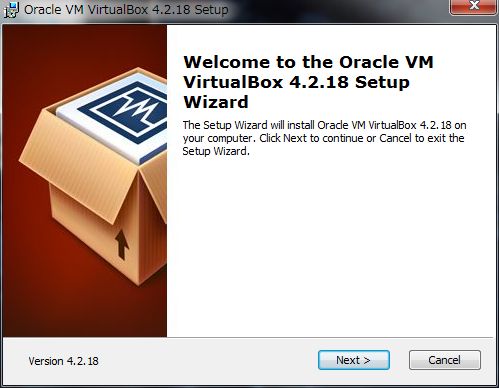 Oracle VM VirtualBox 4.2.18 Setup
Welcome to the Oracle VM
VirtualBox 4.2.18 Setup
Wizard
The Setup Wizard will install Oracle VM VirtualBox 4.2.18 on
your computer. Click Next to continue or Cancel to exit the
Setup Wizard.
Version 4.2.18
Next >
Cancel